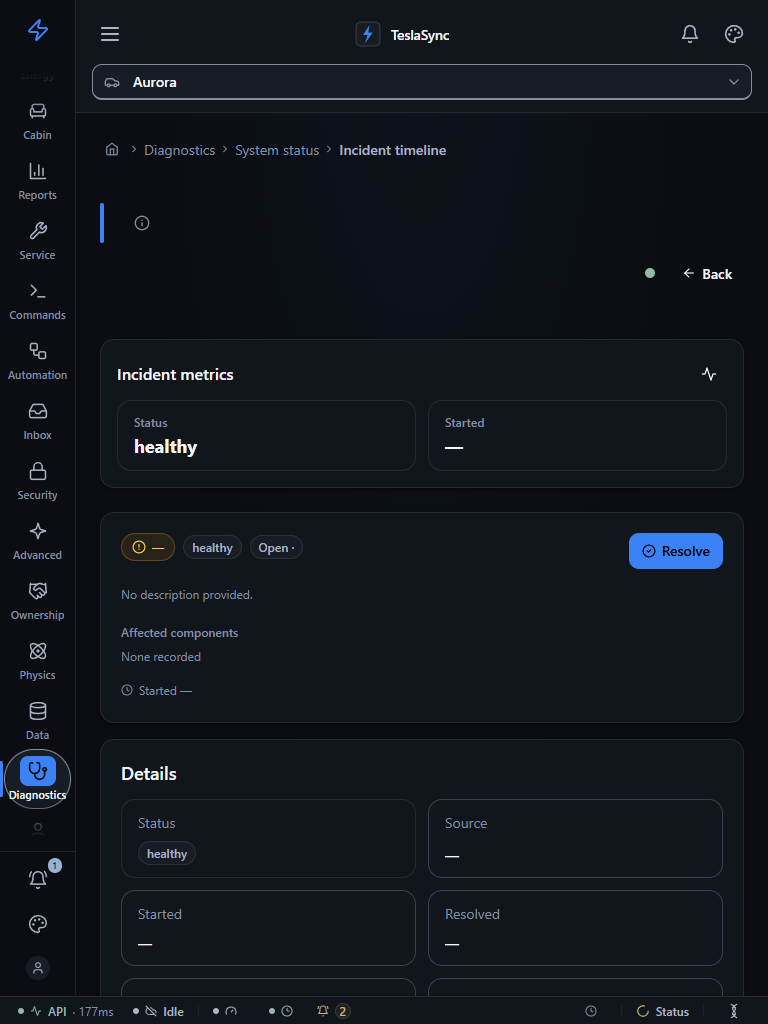 TeslaSync
Aurora
Energy
Cabin
Reports
Service
Commands
Automation
Inbox
Security
Advanced
Ownership
Physics
Data
Diagnostics
1
Diagnostics > System status > Incident timeline
Back
Incident metrics
Status
healthy
Started
—
—
healthy
Open ·
Resolve
No description provided.
Affected components
None recorded
Started —
Details
Status
healthy
Source
—
Started
—
Resolved
—
API · 177ms
Idle
2
Status